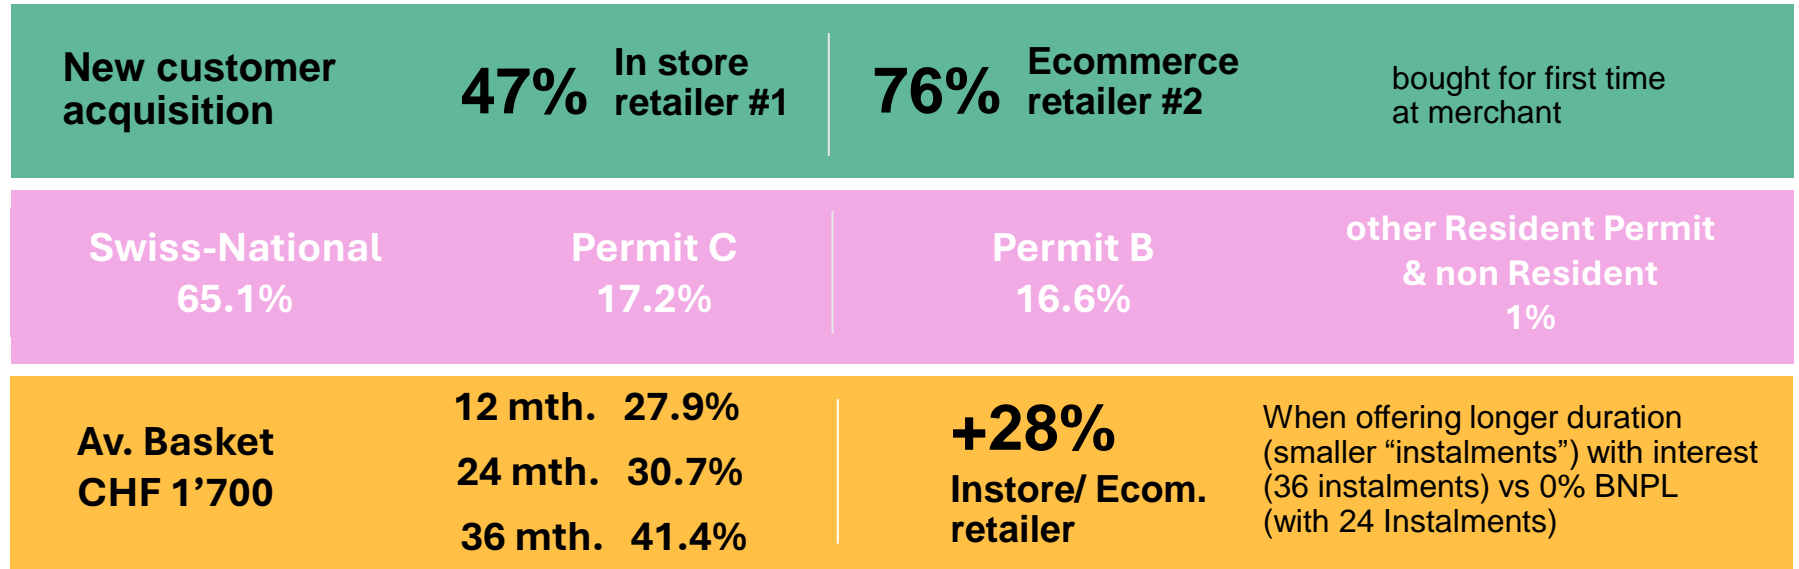 New customer
acquisition
47%
In store
retailer #1
76%
Ecommerce
retailer #2
bought for first time
at merchant
Swiss-National
65.1%
Permit C
17.2%
Permit B
16.6%
other Resident Permit
& non Resident
1%
Av. Basket
CHF 1’700
12 mth. 27.9%
24 mth. 30.7%
36 mth. 41.4%
+28%
Instore/ Ecom.
retailer
When offering longer duration
(smaller “instalments”) with interest
(36 instalments) vs 0% BNPL
(with 24 Instalments)